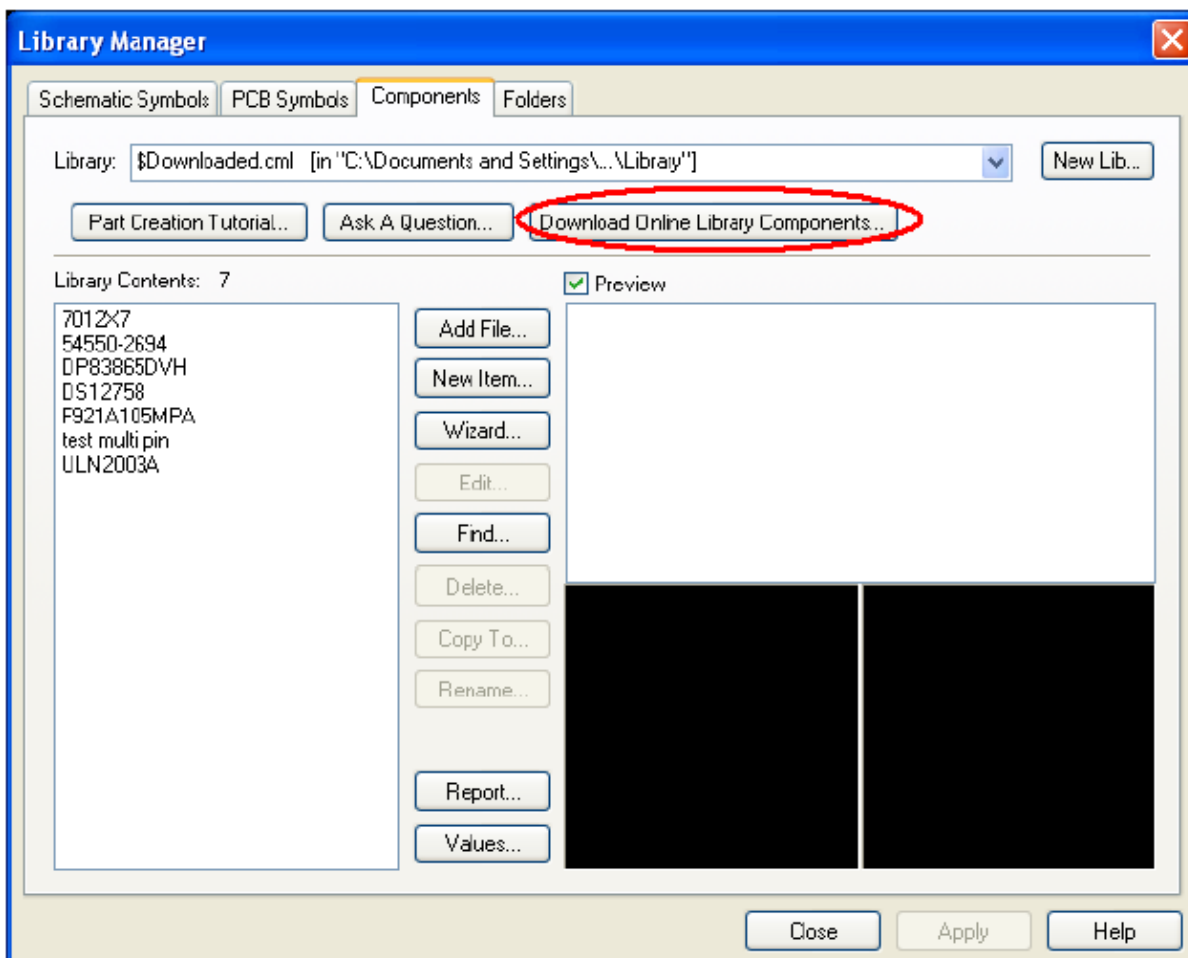 Library Manager
Schematic Symbols PCB Symbols Components Folders
Library: $Downloaded.cml [in "C:\Documents and Settings\...\Library"] New Lib...
Part Creation Tutorial... Ask A Question... Download Online Library Components...
Library Contents: 7 Preview
7012X7
54550-2694
DP83865DVH
DS12758
F921A105MPA
test multi pin
ULN2003A
Add File...
New Item...
Wizard...
Edit...
Find...
Delete...
Copy To...
Rename...
Report...
Values...
Close Apply Help